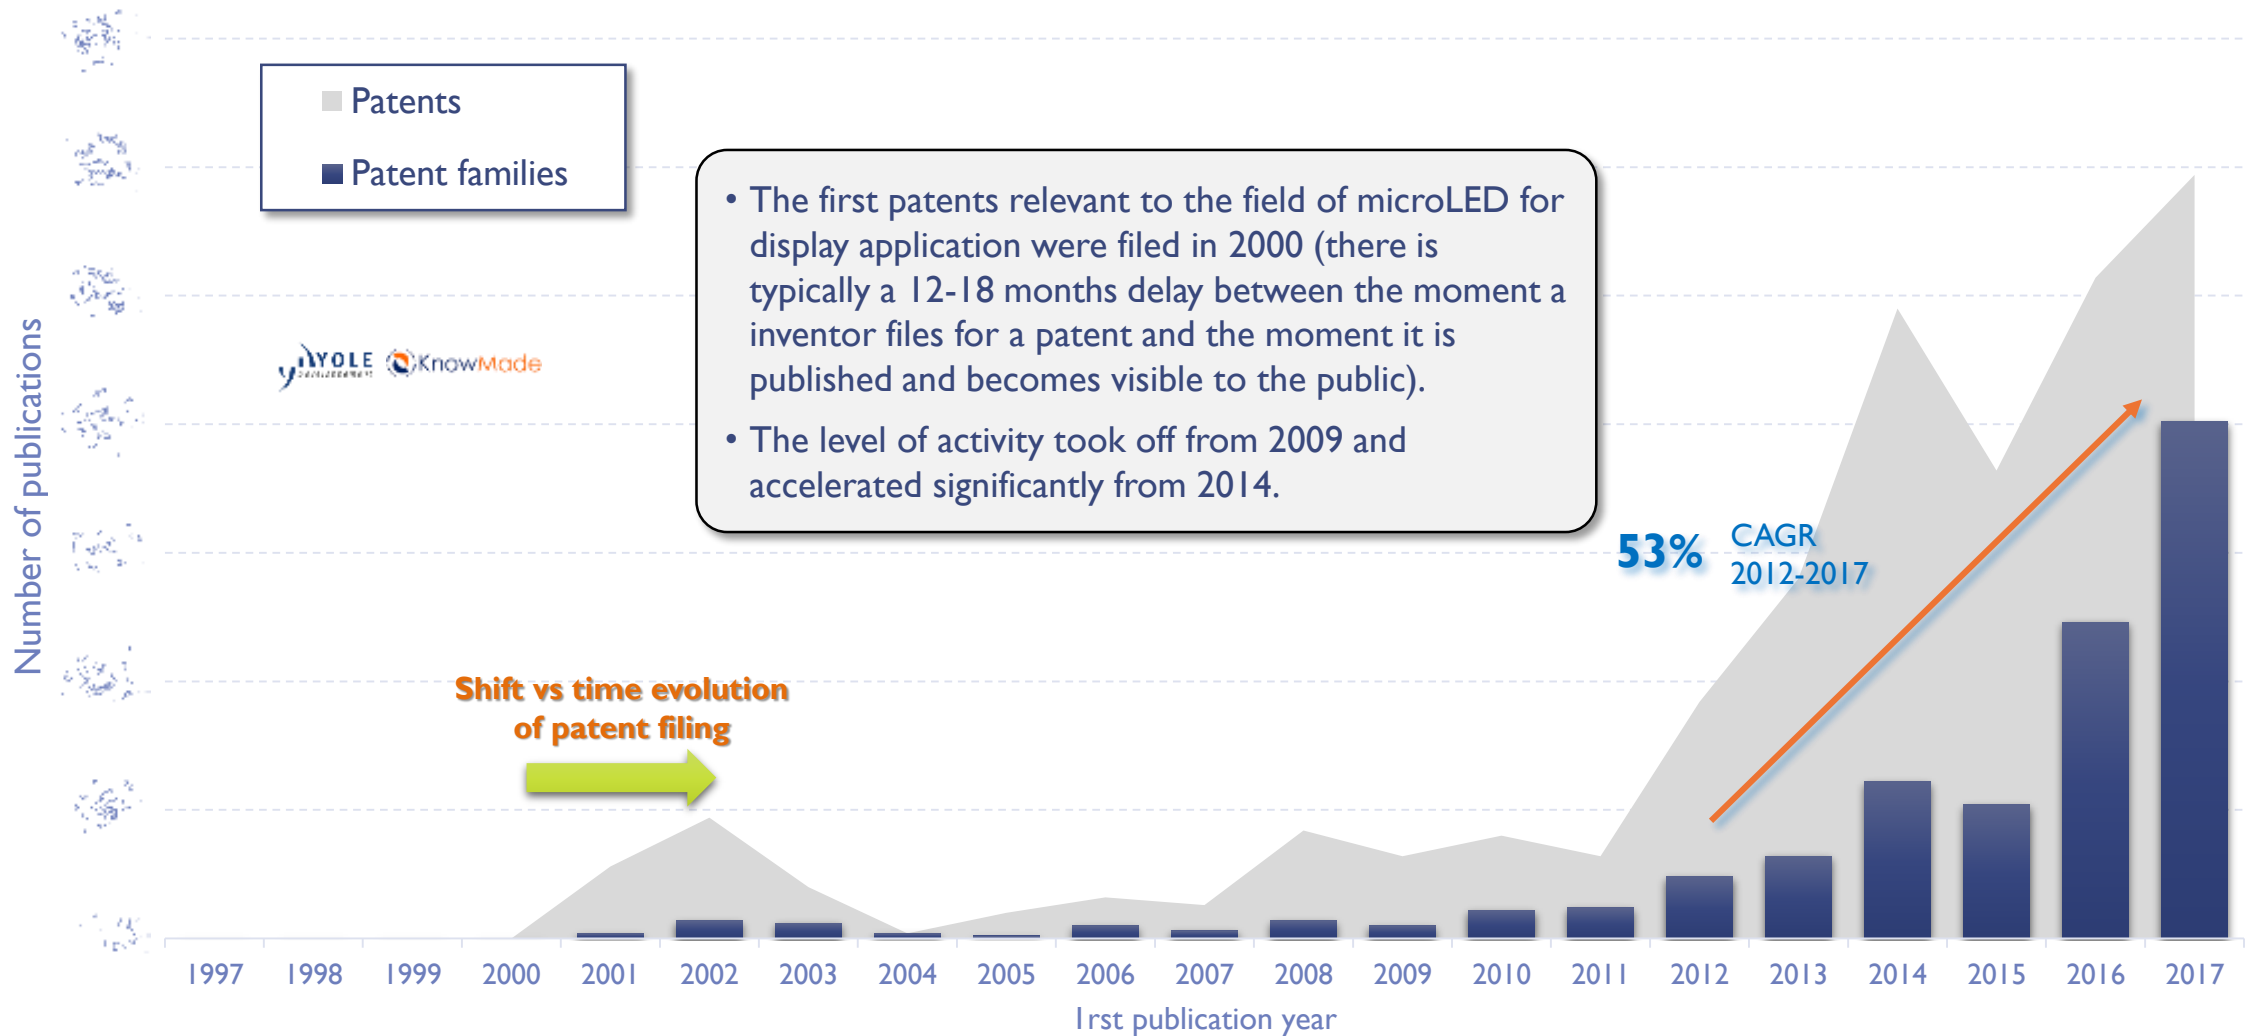 Patents
Patent families
• The first patents relevant to the field of microLED for
display application were filed in 2000 (there is
typically a 12-18 months delay between the moment a
inventor files for a patent and the moment it is
published and becomes visible to the public).
• The level of activity took off from 2009 and
accelerated significantly from 2014.
YOLE
KnowMade
Number of publications
53% CAGR
2012-2017
Shift vs time evolution
of patent filing
1997 1998 1999 2000 2001 2002 2003 2004 2005 2006 2007 2008 2009 2010 2011 2012 2013 2014 2015 2016 2017
1rst publication year